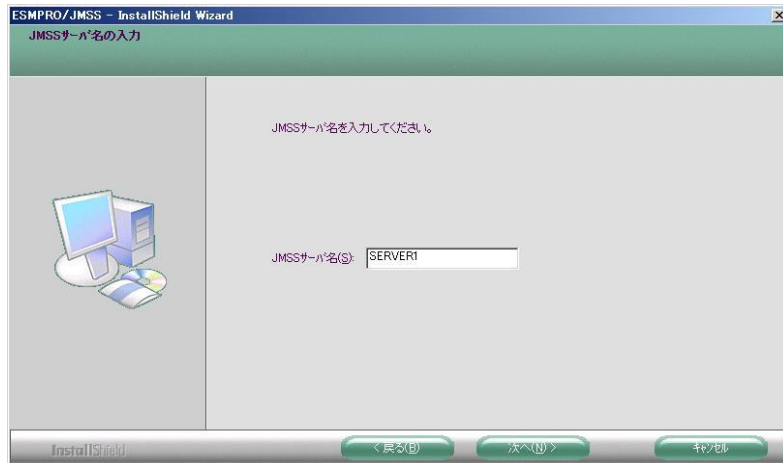 ESMPRO/JMSS - InstallShield Wizard
JMSSｻｰﾊﾞ名の入力
JMSSｻｰﾊﾞ名を入力してください。
JMSSｻｰﾊﾞ名(S): SERVER1
InstallShield
< 戻る(B)
次へ(N) >
ｷｬﾝｾﾙ